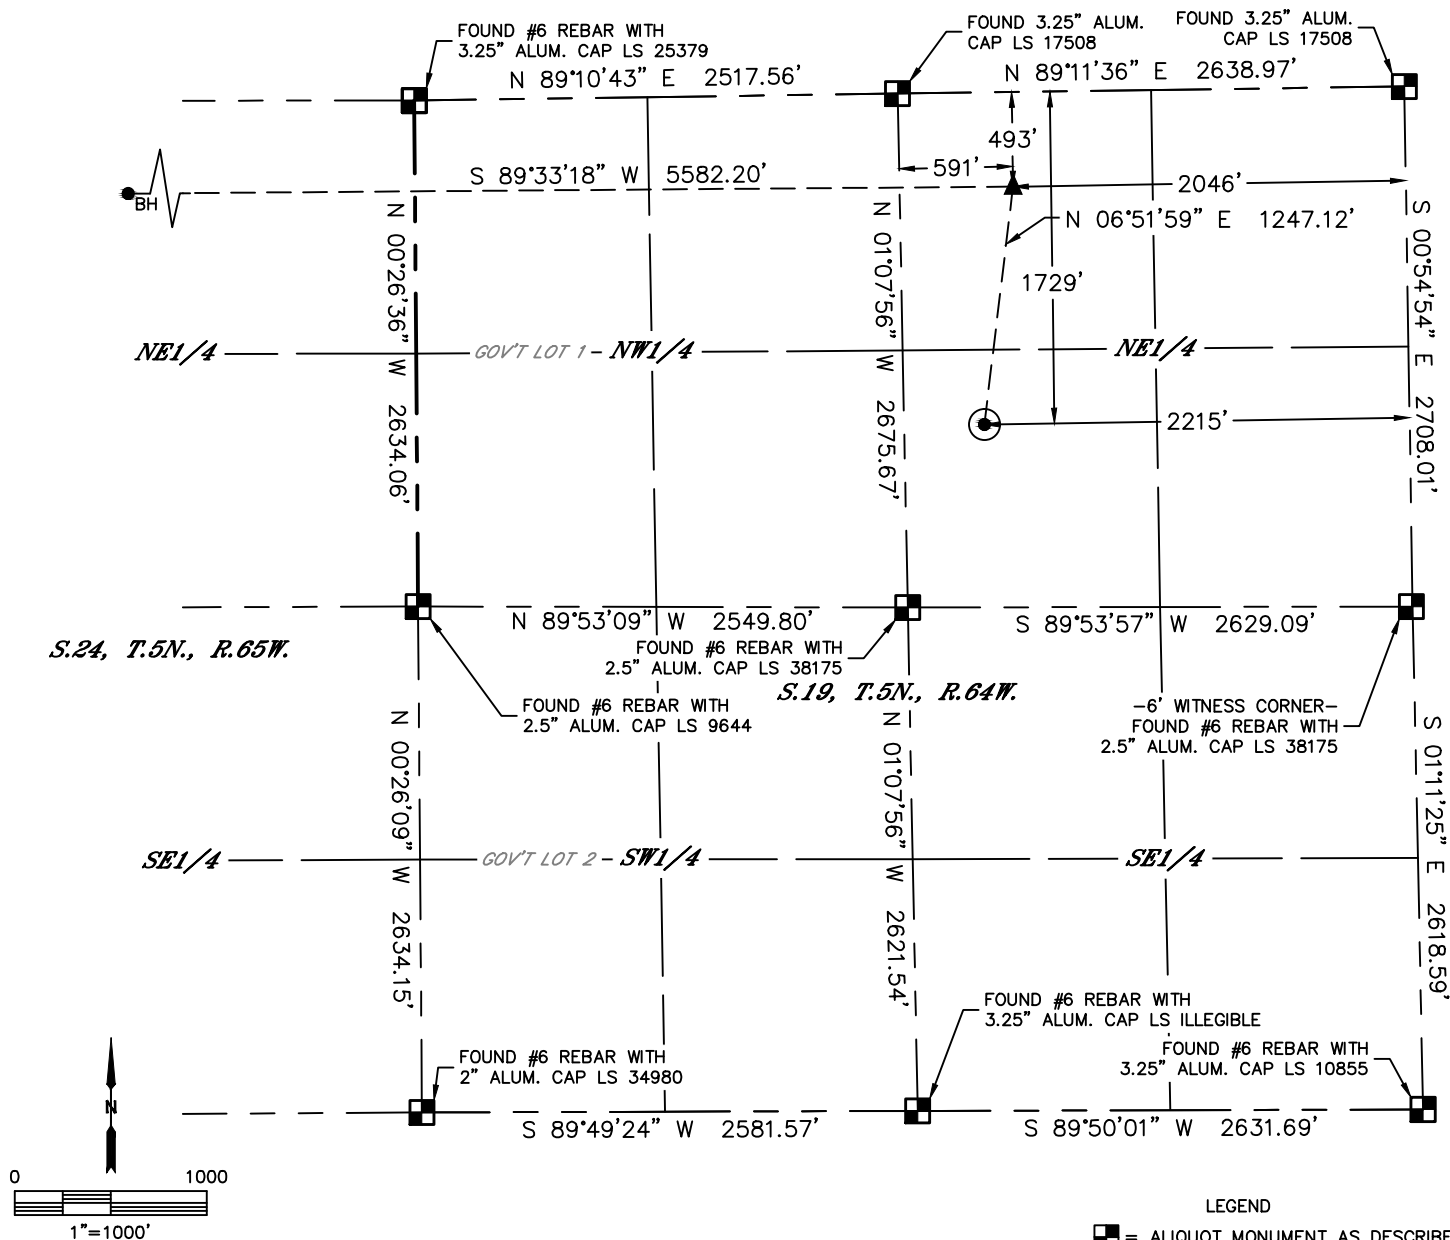 FOUND #6 REBAR WITH
3.25” ALUM. CAP LS 25379
FOUND 3.25” ALUM.
CAP LS 17508
FOUND 3.25” ALUM.
CAP LS 17508
N 89°10’43” E 2517.56’
N 89°11’36” E 2638.97’
493’
591’
S 89°33’18” W 5582.20’
2046’
BH
N 06°51’59” E 1247.12’
1729’
N 00°26’36” W 2634.06’
N 01°07’56” W 2675.67’
S 00°54’54” E 2708.01’
NE1/4
GOV’T LOT 1
NW1/4
NE1/4
2215’
N 89°53’09” W 2549.80’
S 89°53’57” W 2629.09’
S.24, T.5N., R.65W.
FOUND #6 REBAR WITH
2.5” ALUM. CAP LS 38175
S.19, T.5N., R.64W.
FOUND #6 REBAR WITH
2.5” ALUM. CAP LS 9644
–6’ WITNESS CORNER–
FOUND #6 REBAR WITH
2.5” ALUM. CAP LS 38175
N 00°26’09” W 2634.15’
N 01°07’56” W 2621.54’
S 01°11’25” E 2618.59’
SE1/4
GOV’T LOT 2
SW1/4
SE1/4
FOUND #6 REBAR WITH
3.25” ALUM. CAP LS ILLEGIBLE
FOUND #6 REBAR WITH
2” ALUM. CAP LS 34980
FOUND #6 REBAR WITH
3.25” ALUM. CAP LS 10855
N
S 89°49’24” W 2581.57’
S 89°50’01” W 2631.69’
0 1000
1”=1000’
LEGEND
= ALIQUOT MONUMENT AS DESCRIBE